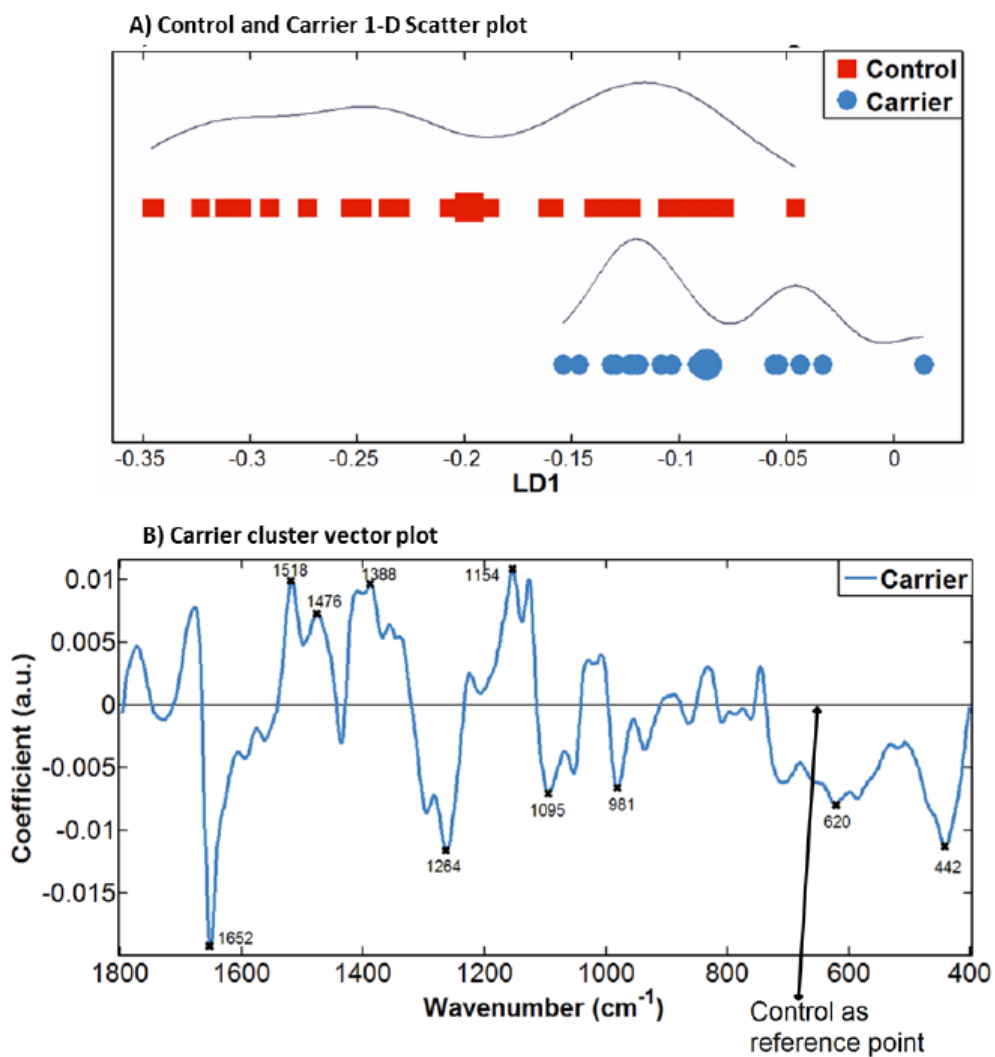 A) Control and Carrier 1-D Scatter plot
Control
Carrier
-0.35 -0.3 -0.25 -0.2 -0.15 -0.1 -0.05 0
LD1
B) Carrier cluster vector plot
Carrier
0.01
0.005
0
-0.005
-0.01
-0.015
Coefficient (a.u.)
1518
1476
1388
1154
1652
1264
1095
981
620
442
1800 1600 1400 1200 1000 800 600 400
Wavenumber (cm⁻¹)
Control as
reference point